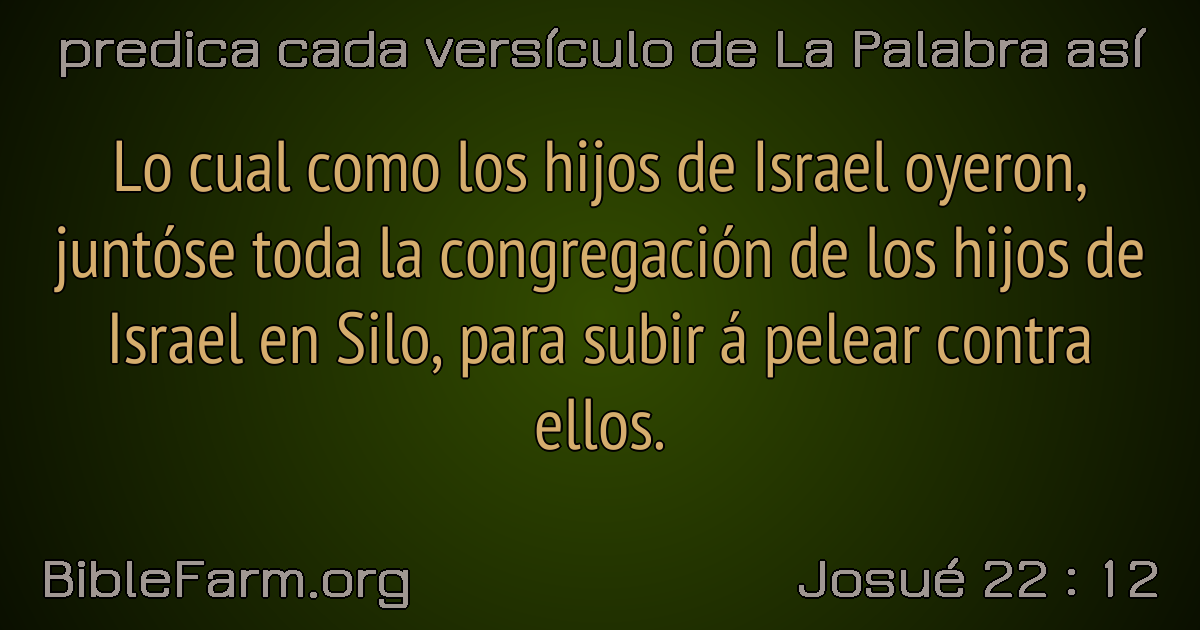 predica cada versículo de La Palabra así
Lo cual como los hijos de Israel oyeron,
juntóse toda la congregación de los hijos de
Israel en Silo, para subir á pelear contra
ellos.
BibleFarm.org
Josué 22 : 12